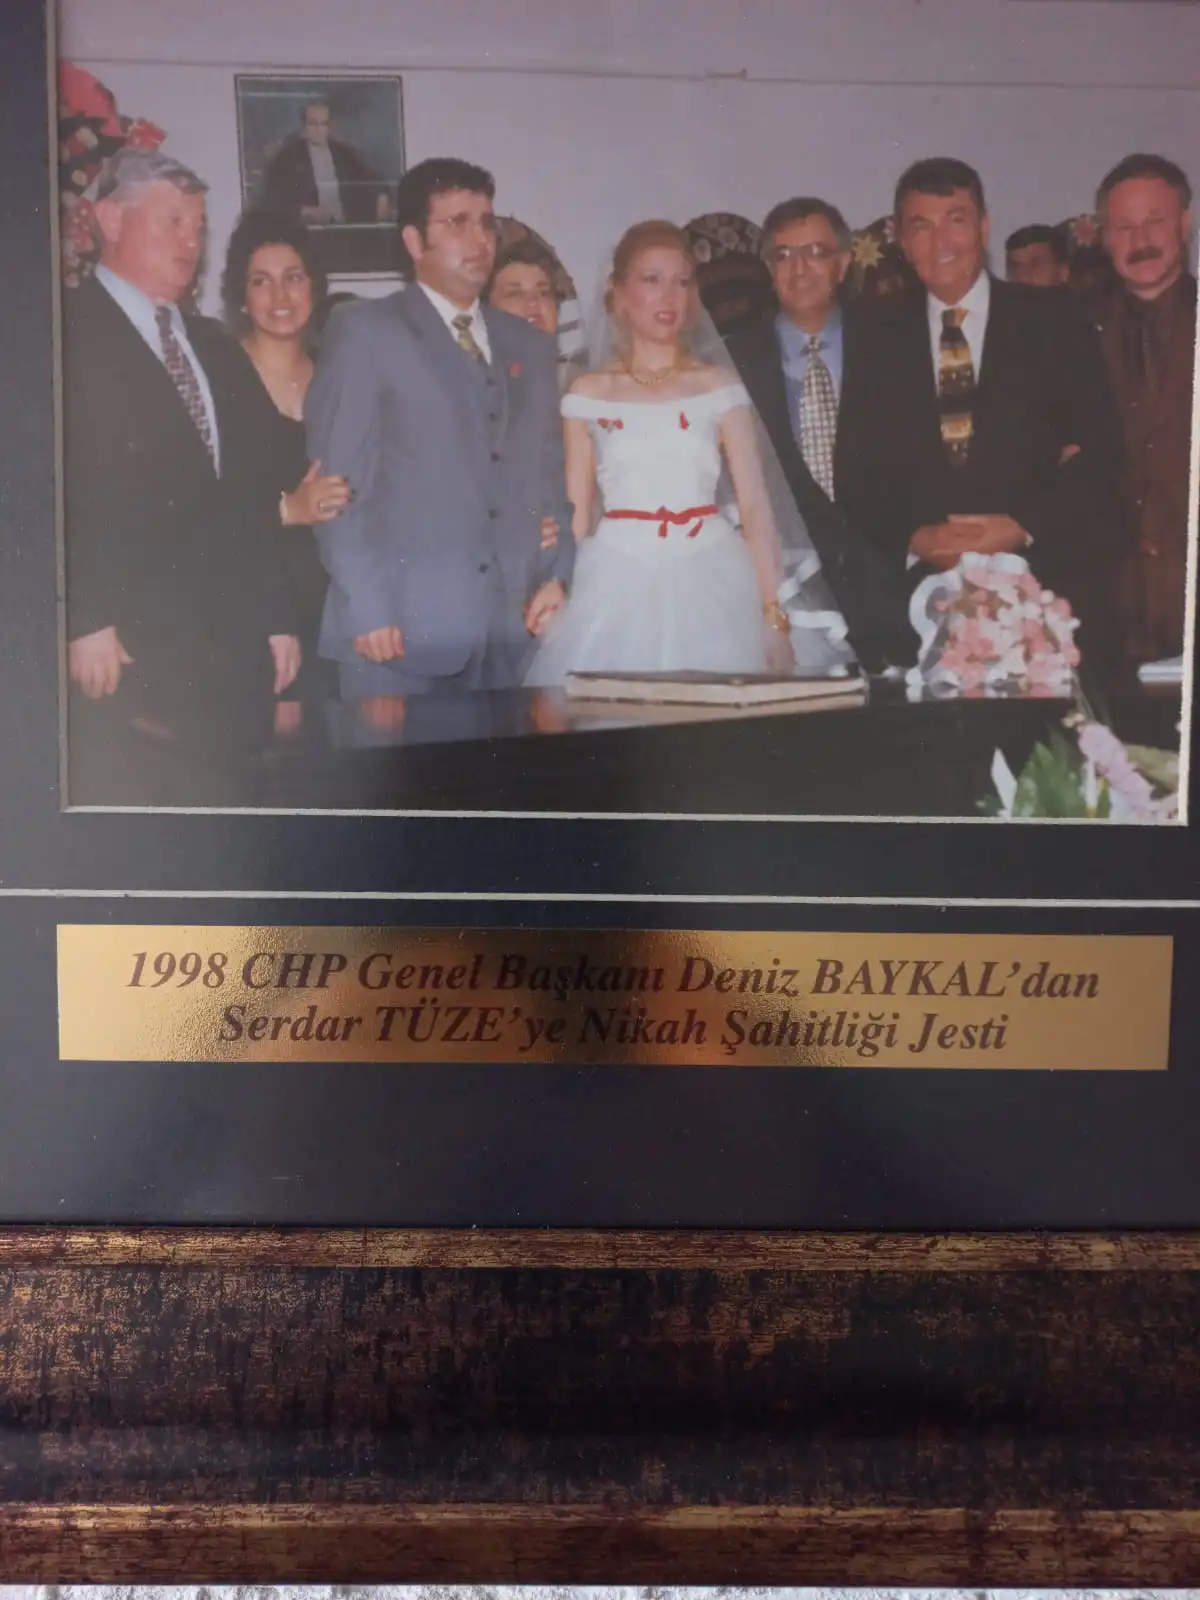 1998 CHP Genel Başkanı Deniz BAYKAL'dan
Serdar TÜZE'ye Nikah Şahitliği Jesti